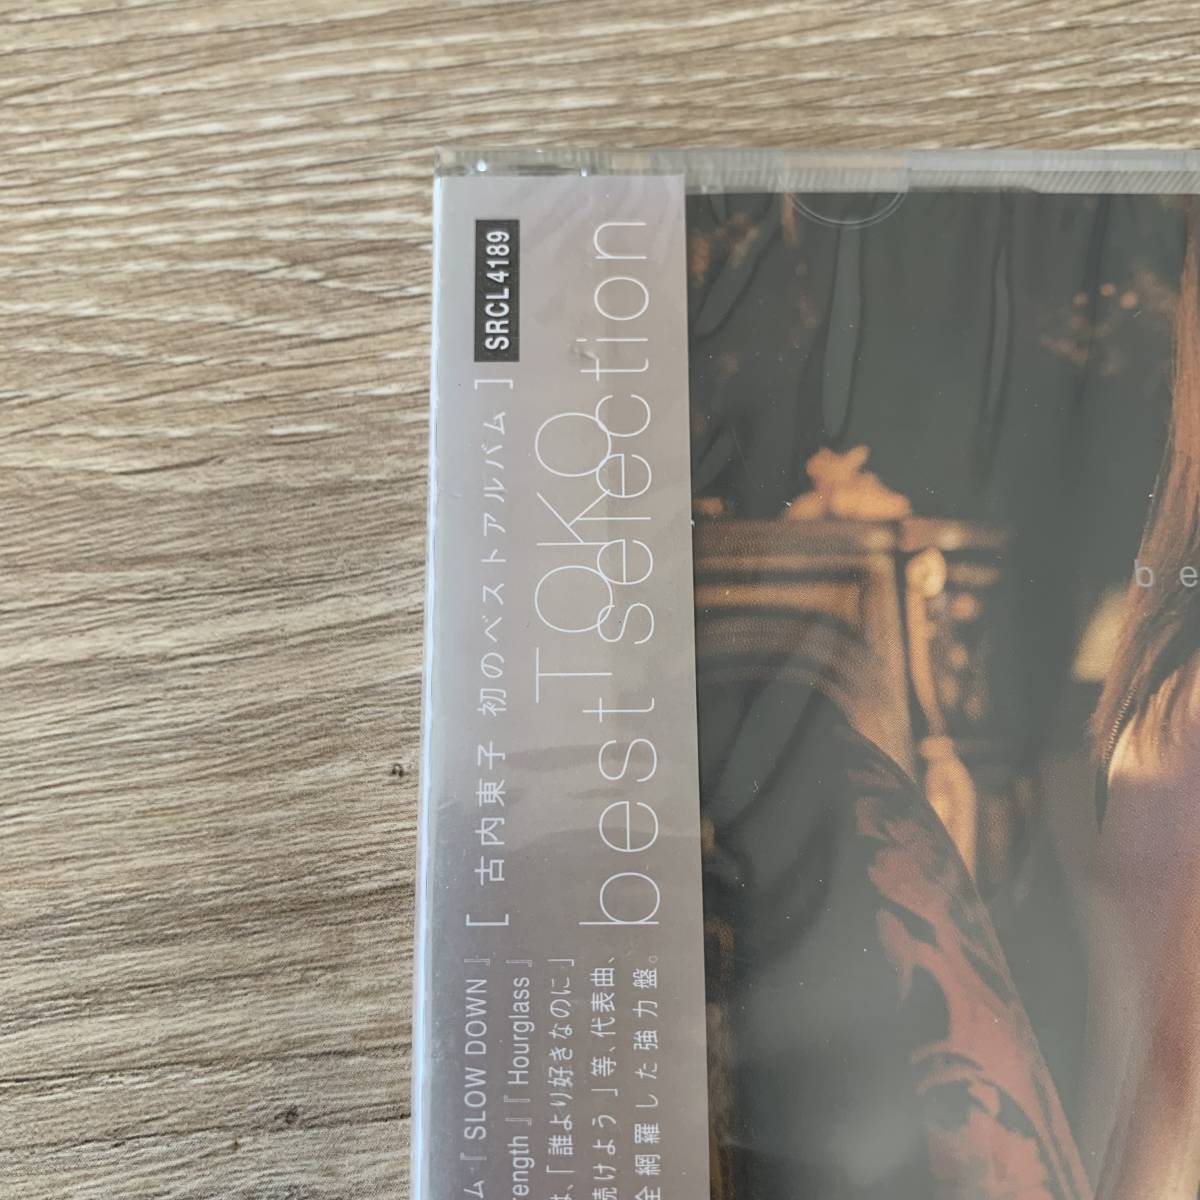 SRCL4189
[ 古内東子 初のベストアルバム ]
TOKO
best selection
ム『SLOW DOWN』
rength』『Hourglass』
は、「誰より好きなのに」
続けよう」等、代表曲、
全網羅した強力盤。
be